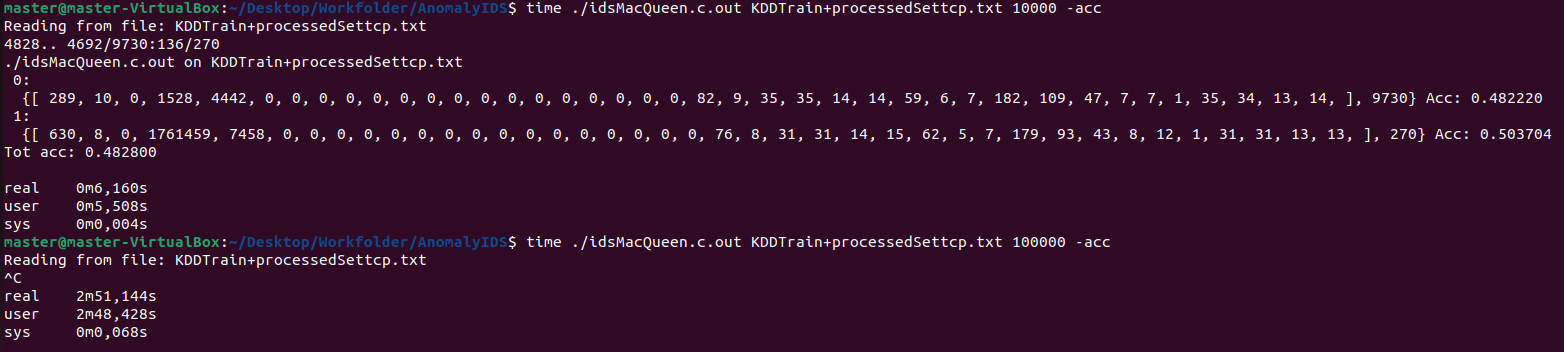 master@master-VirtualBox:~/Desktop/Workfolder/AnomalyIDS$ time ./idsMacQueen.c.out KDDTrain+processedSettcp.txt 10000 -acc
Reading from file: KDDTrain+processedSettcp.txt
4828.. 4692/9730:136/270
./idsMacQueen.c.out on KDDTrain+processedSettcp.txt
0:
{[ 289, 10, 0, 1528, 4442, 0, 0, 0, 0, 0, 0, 0, 0, 0, 0, 0, 0, 0, 0, 0, 0, 82, 9, 35, 35, 14, 14, 59, 6, 7, 182, 109, 47, 7, 7, 1, 35, 34, 13, 14, ], 9730} Acc: 0.482220
1:
{[ 630, 8, 0, 1761459, 7458, 0, 0, 0, 0, 0, 0, 0, 0, 0, 0, 0, 0, 0, 0, 0, 0, 76, 8, 31, 31, 14, 15, 62, 5, 7, 179, 93, 43, 8, 12, 1, 31, 31, 13, 13, ], 270} Acc: 0.503704
Tot acc: 0.482800
real 0m6,160s
user 0m5,508s
sys 0m0,004s
master@master-VirtualBox:~/Desktop/Workfolder/AnomalyIDS$ time ./idsMacQueen.c.out KDDTrain+processedSettcp.txt 100000 -acc
Reading from file: KDDTrain+processedSettcp.txt
^C
real 2m51,144s
user 2m48,428s
sys 0m0,068s